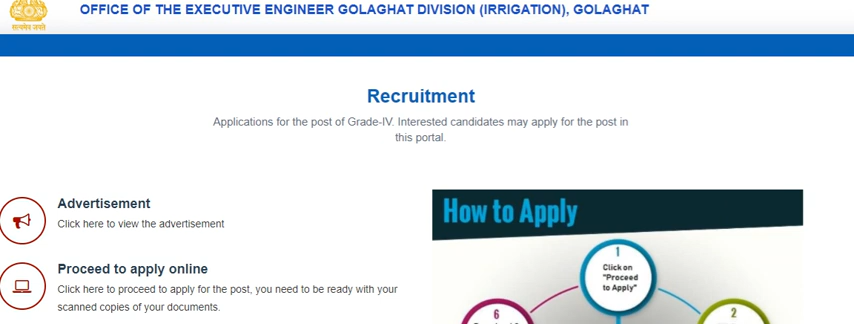 OFFICE OF THE EXECUTIVE ENGINEER GOLAGHAT DIVISION (IRRIGATION), GOLAGHAT
सत्यमेव जयते
Recruitment
Applications for the post of Grade-IV. Interested candidates may apply for the post in
this portal.
Advertisement
Click here to view the advertisement
Proceed to apply online
Click here to proceed to apply for the post, you need to be ready with your
scanned copies of your documents.
How to Apply
1
Click on
"Proceed
to Apply"
6
2